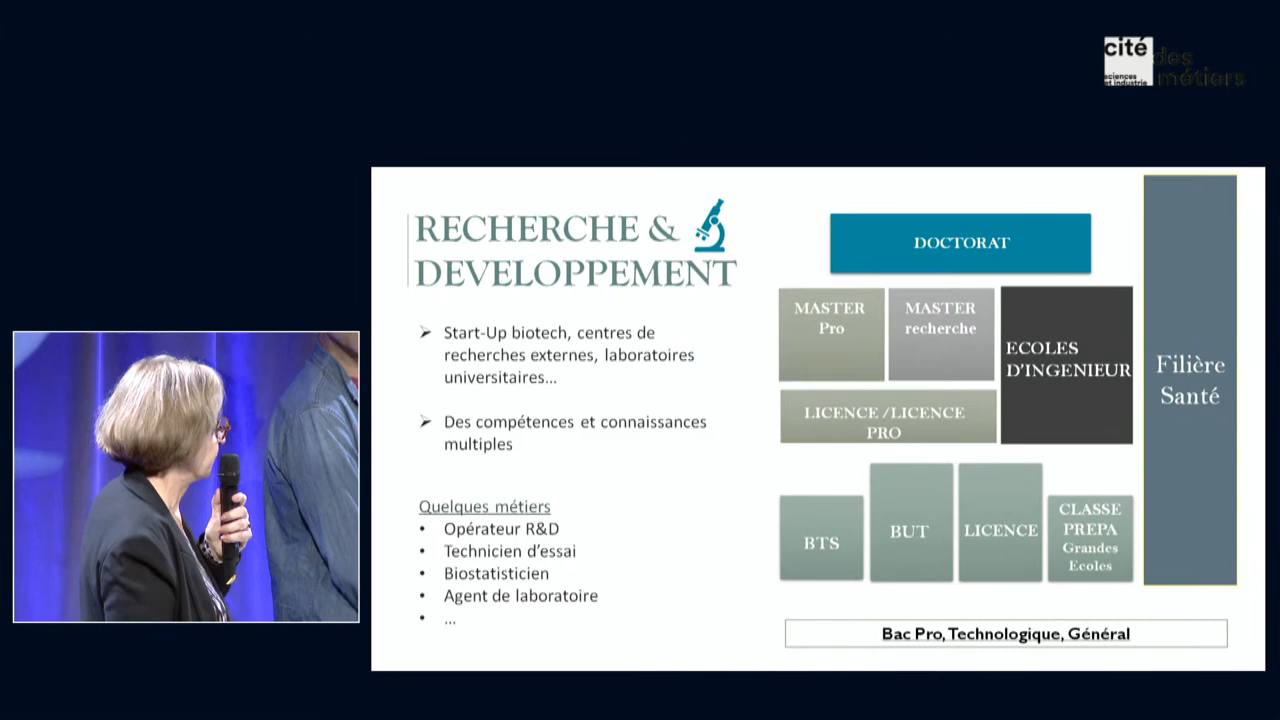 cité
des
sciences
et industrie
métiers
RECHERCHE &
DEVELOPPEMENT
➢ Start-Up biotech, centres de
recherches externes, laboratoires
universitaires...
➢ Des compétences et connaissances
multiples
Quelques métiers
• Opérateur R&D
• Technicien d’essai
• Biostatisticien
• Agent de laboratoire
• ...
DOCTORAT
MASTER
Pro
MASTER
recherche
ECOLES
D'INGENIEUR
LICENCE /LICENCE
PRO
BTS
BUT
LICENCE
CLASSE
PREPA
Grandes
Ecoles
Filière
Santé
Bac Pro, Technologique, Général